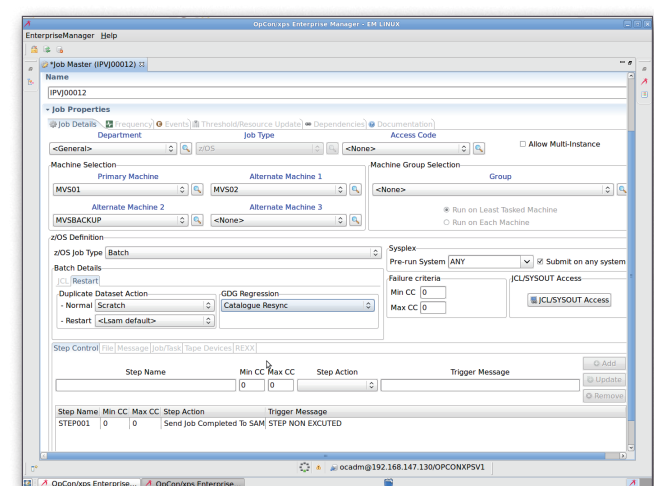 OpCon/xps Enterprise Manager - EM LINUX
EnterpriseManager Help
*Job Master (IPVJ00012)
Name
IPVJ00012
Job Properties
Job Details Frequency Events Threshold/Resource Update Dependencies Documentation
Department Job Type Access Code
<General> z/OS <None> Allow Multi-Instance
Machine Selection Machine Group Selection
Primary Machine Alternate Machine 1 Group
MVS01 MVS02 <None>
Alternate Machine 2 Alternate Machine 3 Run on Least Tasked Machine
MVSBACKUP <None> Run on Each Machine
z/OS Definition
z/OS Job Type Batch
Sysplex
Pre-run System ANY Submit on any system
Batch Details
JCL Restart
Failure criteria JCL/SYSOUT Access
Duplicate Dataset Action GDG Regression
Min CC 0
- Normal Scratch Catalogue Resync JCL/SYSOUT Access
Max CC 0
- Restart <Lsam default>
Step Control File Message Job/Task Tape Devices REXX
Add
Step Name Min CC Max CC Step Action Trigger Message
0 0 Update
Remove
Step Name Min CC Max CC Step Action Trigger Message
STEP001 0 0 Send Job Completed To SAM STEP NON EXCUTED
ocadm@192.168.147.130/OPCONXPSV1
OpCon/xps Enterprise... OpCon/xps Enterprise...